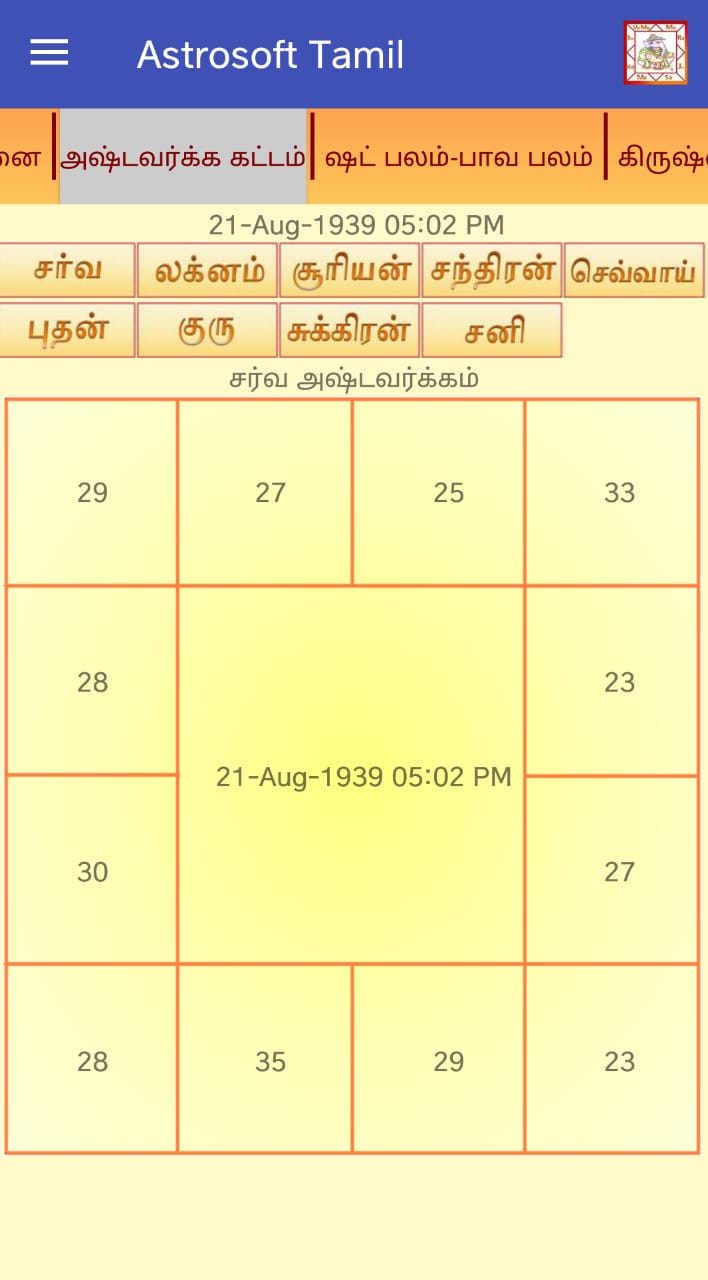 Astrosoft Tamil
னை அஷ்டவர்க்க கட்டம் ஷட் பலம்-பாவ பலம் கிருஷ்
21-Aug-1939 05:02 PM
சர்வ லக்னம் சூரியன் சந்திரன் செவ்வாய்
புதன் குரு சுக்கிரன் சனி
சர்வ அஷ்டவர்க்கம்
29 27 25 33
28 23
21-Aug-1939 05:02 PM
30 27
28 35 29 23